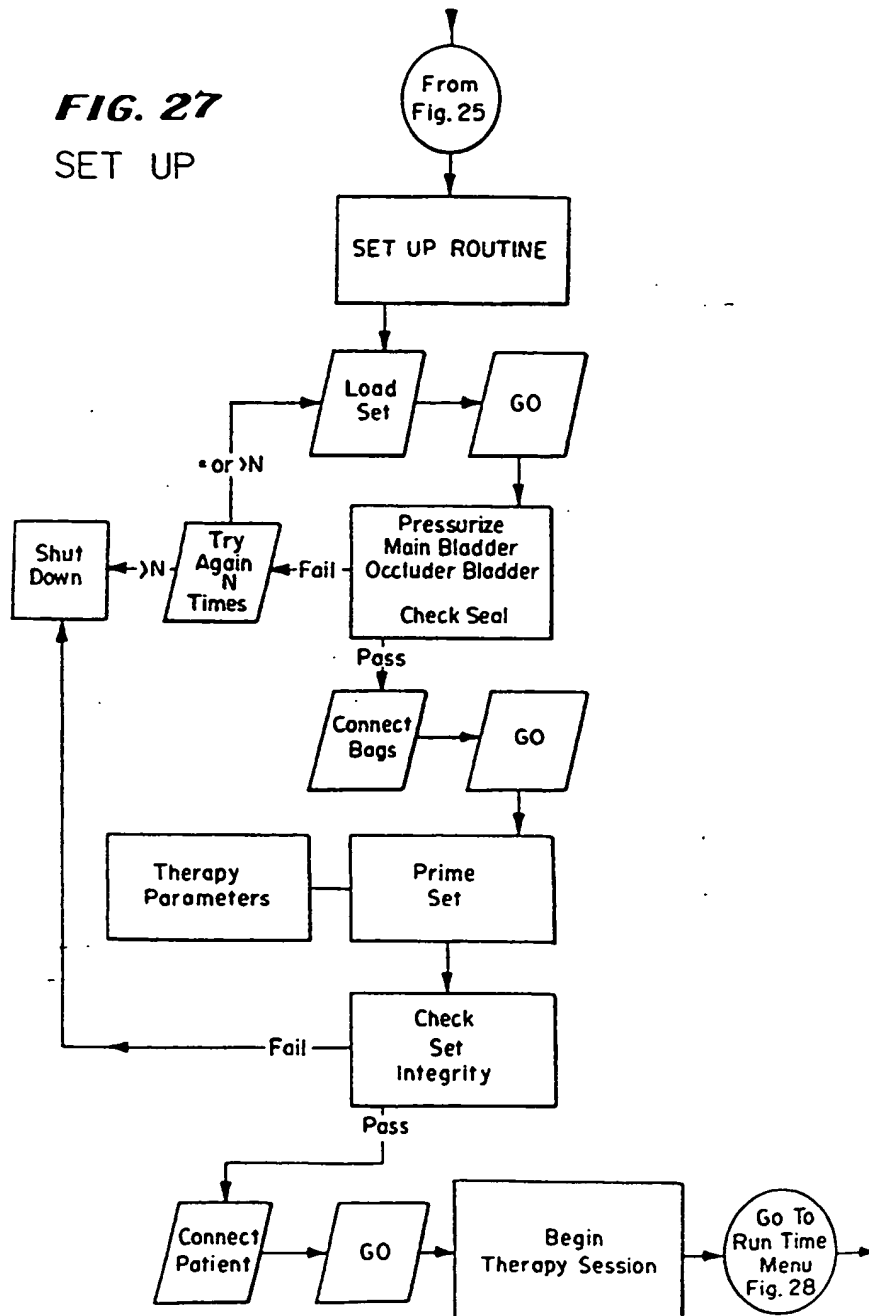 FIG. 27
SET UP
From
Fig. 25
SET UP ROUTINE
Load
Set
GO
= or >N
Pressurize
Main Bladder
Occluder Bladder
Check Seal
Fail
Try
Again
N
Times
>N
Shut
Down
Pass
Connect
Bags
GO
Therapy
Parameters
Prime
Set
Check
Set
Integrity
Fail
Pass
Connect
Patient
GO
Begin
Therapy Session
Go To
Run Time
Menu
Fig. 28